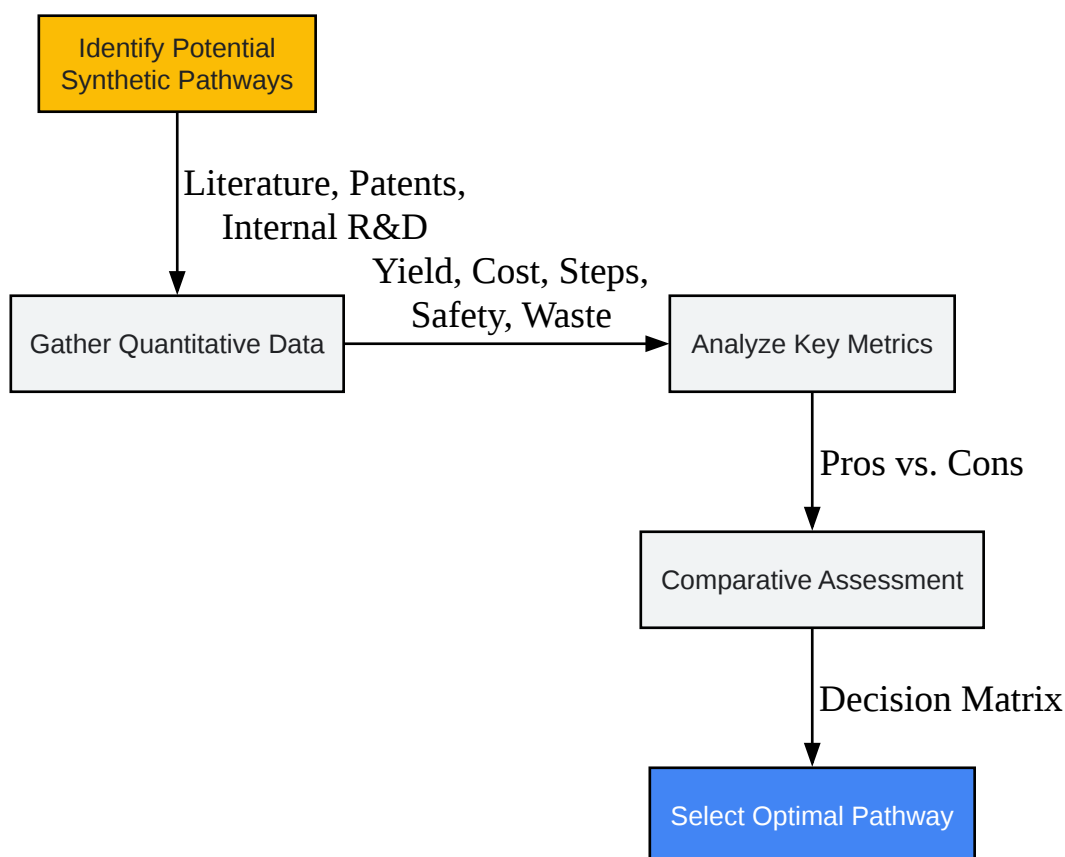 Identify Potential
Synthetic Pathways
Literature, Patents,
Internal R&D
Yield, Cost, Steps,
Safety, Waste
Gather Quantitative Data
Analyze Key Metrics
Pros vs. Cons
Comparative Assessment
Decision Matrix
Select Optimal Pathway